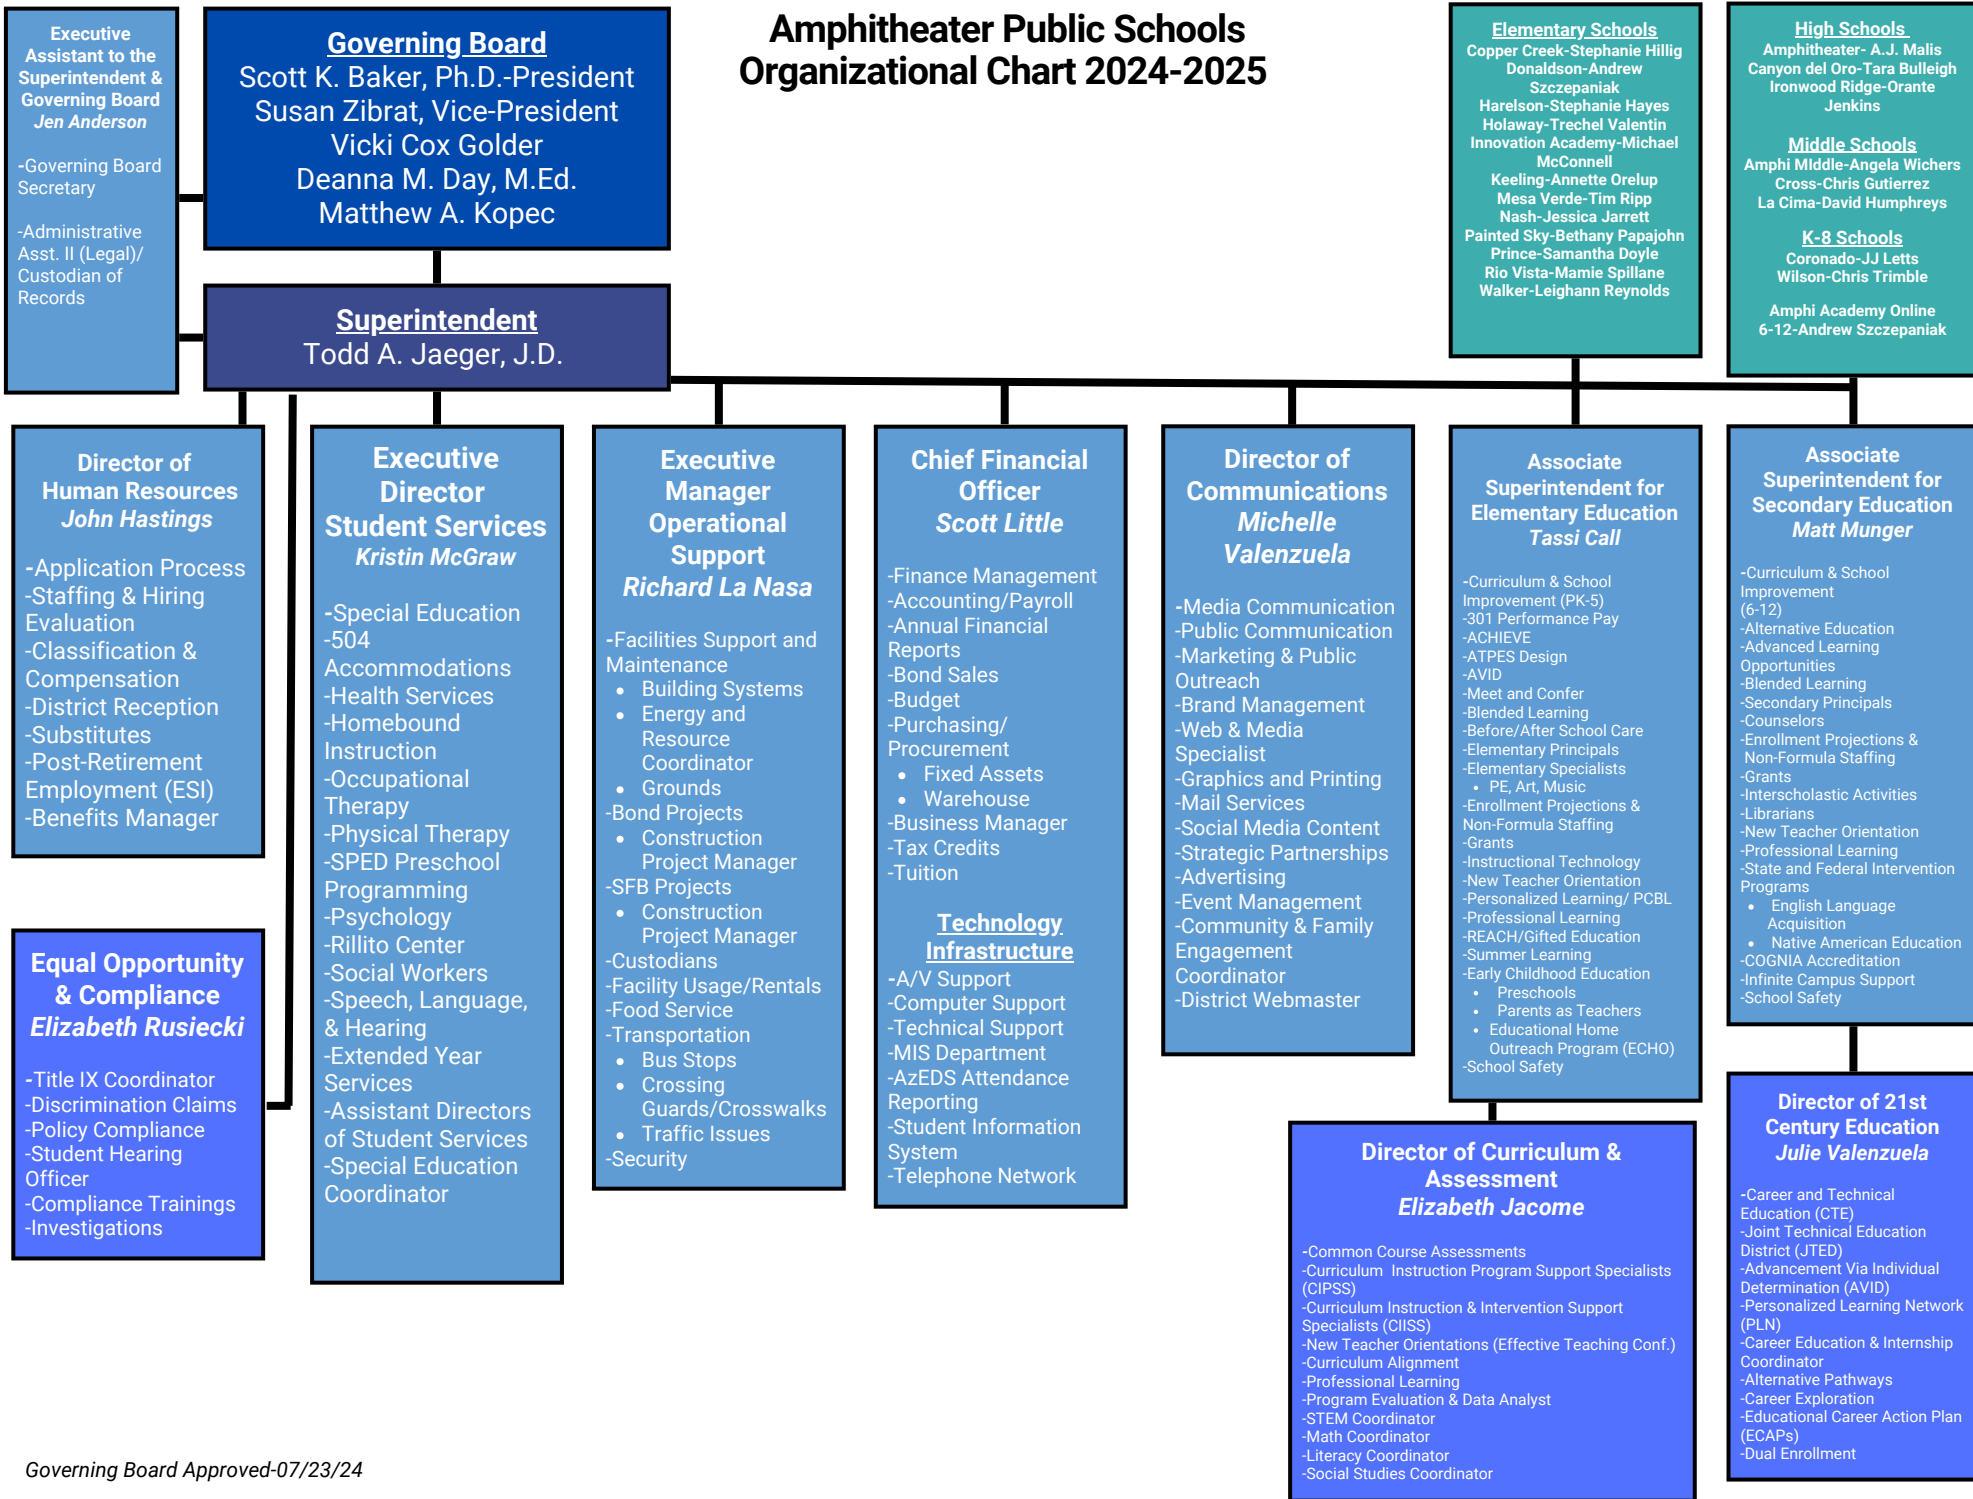 Amphitheater Public Schools
Organizational Chart 2024-2025
Executive
Assistant to the
Superintendent &
Governing Board
Jen Anderson
-Governing Board
Secretary
-Administrative
Asst. II (Legal)/
Custodian of
Records
Governing Board
Scott K. Baker, Ph.D.-President
Susan Zibrat, Vice-President
Vicki Cox Golder
Deanna M. Day, M.Ed.
Matthew A. Kopec
Superintendent
Todd A. Jaeger, J.D.
Elementary Schools
Copper Creek-Stephanie Hillig
Donaldson-Andrew
Szczepaniak
Harelson-Stephanie Hayes
Holaway-Trechel Valentin
Innovation Academy-Michael
McConnell
Keeling-Annette Orelup
Mesa Verde-Tim Ripp
Nash-Jessica Jarrett
Painted Sky-Bethany Papajohn
Prince-Samantha Doyle
Rio Vista-Mamie Spillane
Walker-Leighann Reynolds
High Schools
Amphitheater- A.J. Malis
Canyon del Oro-Tara Bulleigh
Ironwood Ridge-Orante
Jenkins
Middle Schools
Amphi MIddle-Angela Wichers
Cross-Chris Gutierrez
La Cima-David Humphreys
K-8 Schools
Coronado-JJ Letts
Wilson-Chris Trimble
Amphi Academy Online
6-12-Andrew Szczepaniak
Director of
Human Resources
John Hastings
-Application Process
-Staffing & Hiring
Evaluation
-Classification &
Compensation
-District Reception
-Substitutes
-Post-Retirement
Employment (ESI)
-Benefits Manager
Equal Opportunity
& Compliance
Elizabeth Rusiecki
-Title IX Coordinator
-Discrimination Claims
-Policy Compliance
-Student Hearing
Officer
-Compliance Trainings
-Investigations
Executive
Director
Student Services
Kristin McGraw
-Special Education
-504
Accommodations
-Health Services
-Homebound
Instruction
-Occupational
Therapy
-Physical Therapy
-SPED Preschool
Programming
-Psychology
-Rillito Center
-Social Workers
-Speech, Language,
& Hearing
-Extended Year
Services
-Assistant Directors
of Student Services
-Special Education
Coordinator
Executive
Manager
Operational
Support
Richard La Nasa
-Facilities Support and
Maintenance
• Building Systems
• Energy and
Resource
Coordinator
• Grounds
-Bond Projects
• Construction
Project Manager
-SFB Projects
• Construction
Project Manager
-Custodians
-Facility Usage/Rentals
-Food Service
-Transportation
• Bus Stops
• Crossing
Guards/Crosswalks
• Traffic Issues
-Security
Chief Financial
Officer
Scott Little
-Finance Management
-Accounting/Payroll
-Annual Financial
Reports
-Bond Sales
-Budget
-Purchasing/
Procurement
• Fixed Assets
• Warehouse
-Business Manager
-Tax Credits
-Tuition
Technology
Infrastructure
-A/V Support
-Computer Support
-Technical Support
-MIS Department
-AzEDS Attendance
Reporting
-Student Information
System
-Telephone Network
Director of
Communications
Michelle
Valenzuela
-Media Communication
-Public Communication
-Marketing & Public
Outreach
-Brand Management
-Web & Media
Specialist
-Graphics and Printing
-Mail Services
-Social Media Content
-Strategic Partnerships
-Advertising
-Event Management
-Community & Family
Engagement
Coordinator
-District Webmaster
Associate
Superintendent for
Elementary Education
Tassi Call
-Curriculum & School
Improvement (PK-5)
-301 Performance Pay
-ACHIEVE
-ATPES Design
-AVID
-Meet and Confer
-Blended Learning
-Before/After School Care
-Elementary Principals
-Elementary Specialists
• PE, Art, Music
-Enrollment Projections &
Non-Formula Staffing
-Grants
-Instructional Technology
-New Teacher Orientation
-Personalized Learning/ PCBL
-Professional Learning
-REACH/Gifted Education
-Summer Learning
-Early Childhood Education
• Preschools
• Parents as Teachers
• Educational Home
Outreach Program (ECHO)
-School Safety
Director of Curriculum &
Assessment
Elizabeth Jacome
-Common Course Assessments
-Curriculum Instruction Program Support Specialists
(CIPSS)
-Curriculum Instruction & Intervention Support
Specialists (CIISS)
-New Teacher Orientations (Effective Teaching Conf.)
-Curriculum Alignment
-Professional Learning
-Program Evaluation & Data Analyst
-STEM Coordinator
-Math Coordinator
-Literacy Coordinator
-Social Studies Coordinator
Associate
Superintendent for
Secondary Education
Matt Munger
-Curriculum & School
Improvement
(6-12)
-Alternative Education
-Advanced Learning
Opportunities
-Blended Learning
-Secondary Principals
-Counselors
-Enrollment Projections &
Non-Formula Staffing
-Grants
-Interscholastic Activities
-Librarians
-New Teacher Orientation
-Professional Learning
-State and Federal Intervention
Programs
• English Language
Acquisition
• Native American Education
-COGNIA Accreditation
-Infinite Campus Support
-School Safety
Director of 21st
Century Education
Julie Valenzuela
-Career and Technical
Education (CTE)
-Joint Technical Education
District (JTED)
-Advancement Via Individual
Determination (AVID)
-Personalized Learning Network
(PLN)
-Career Education & Internship
Coordinator
-Alternative Pathways
-Career Exploration
-Educational Career Action Plan
(ECAPs)
-Dual Enrollment
Governing Board Approved-07/23/24